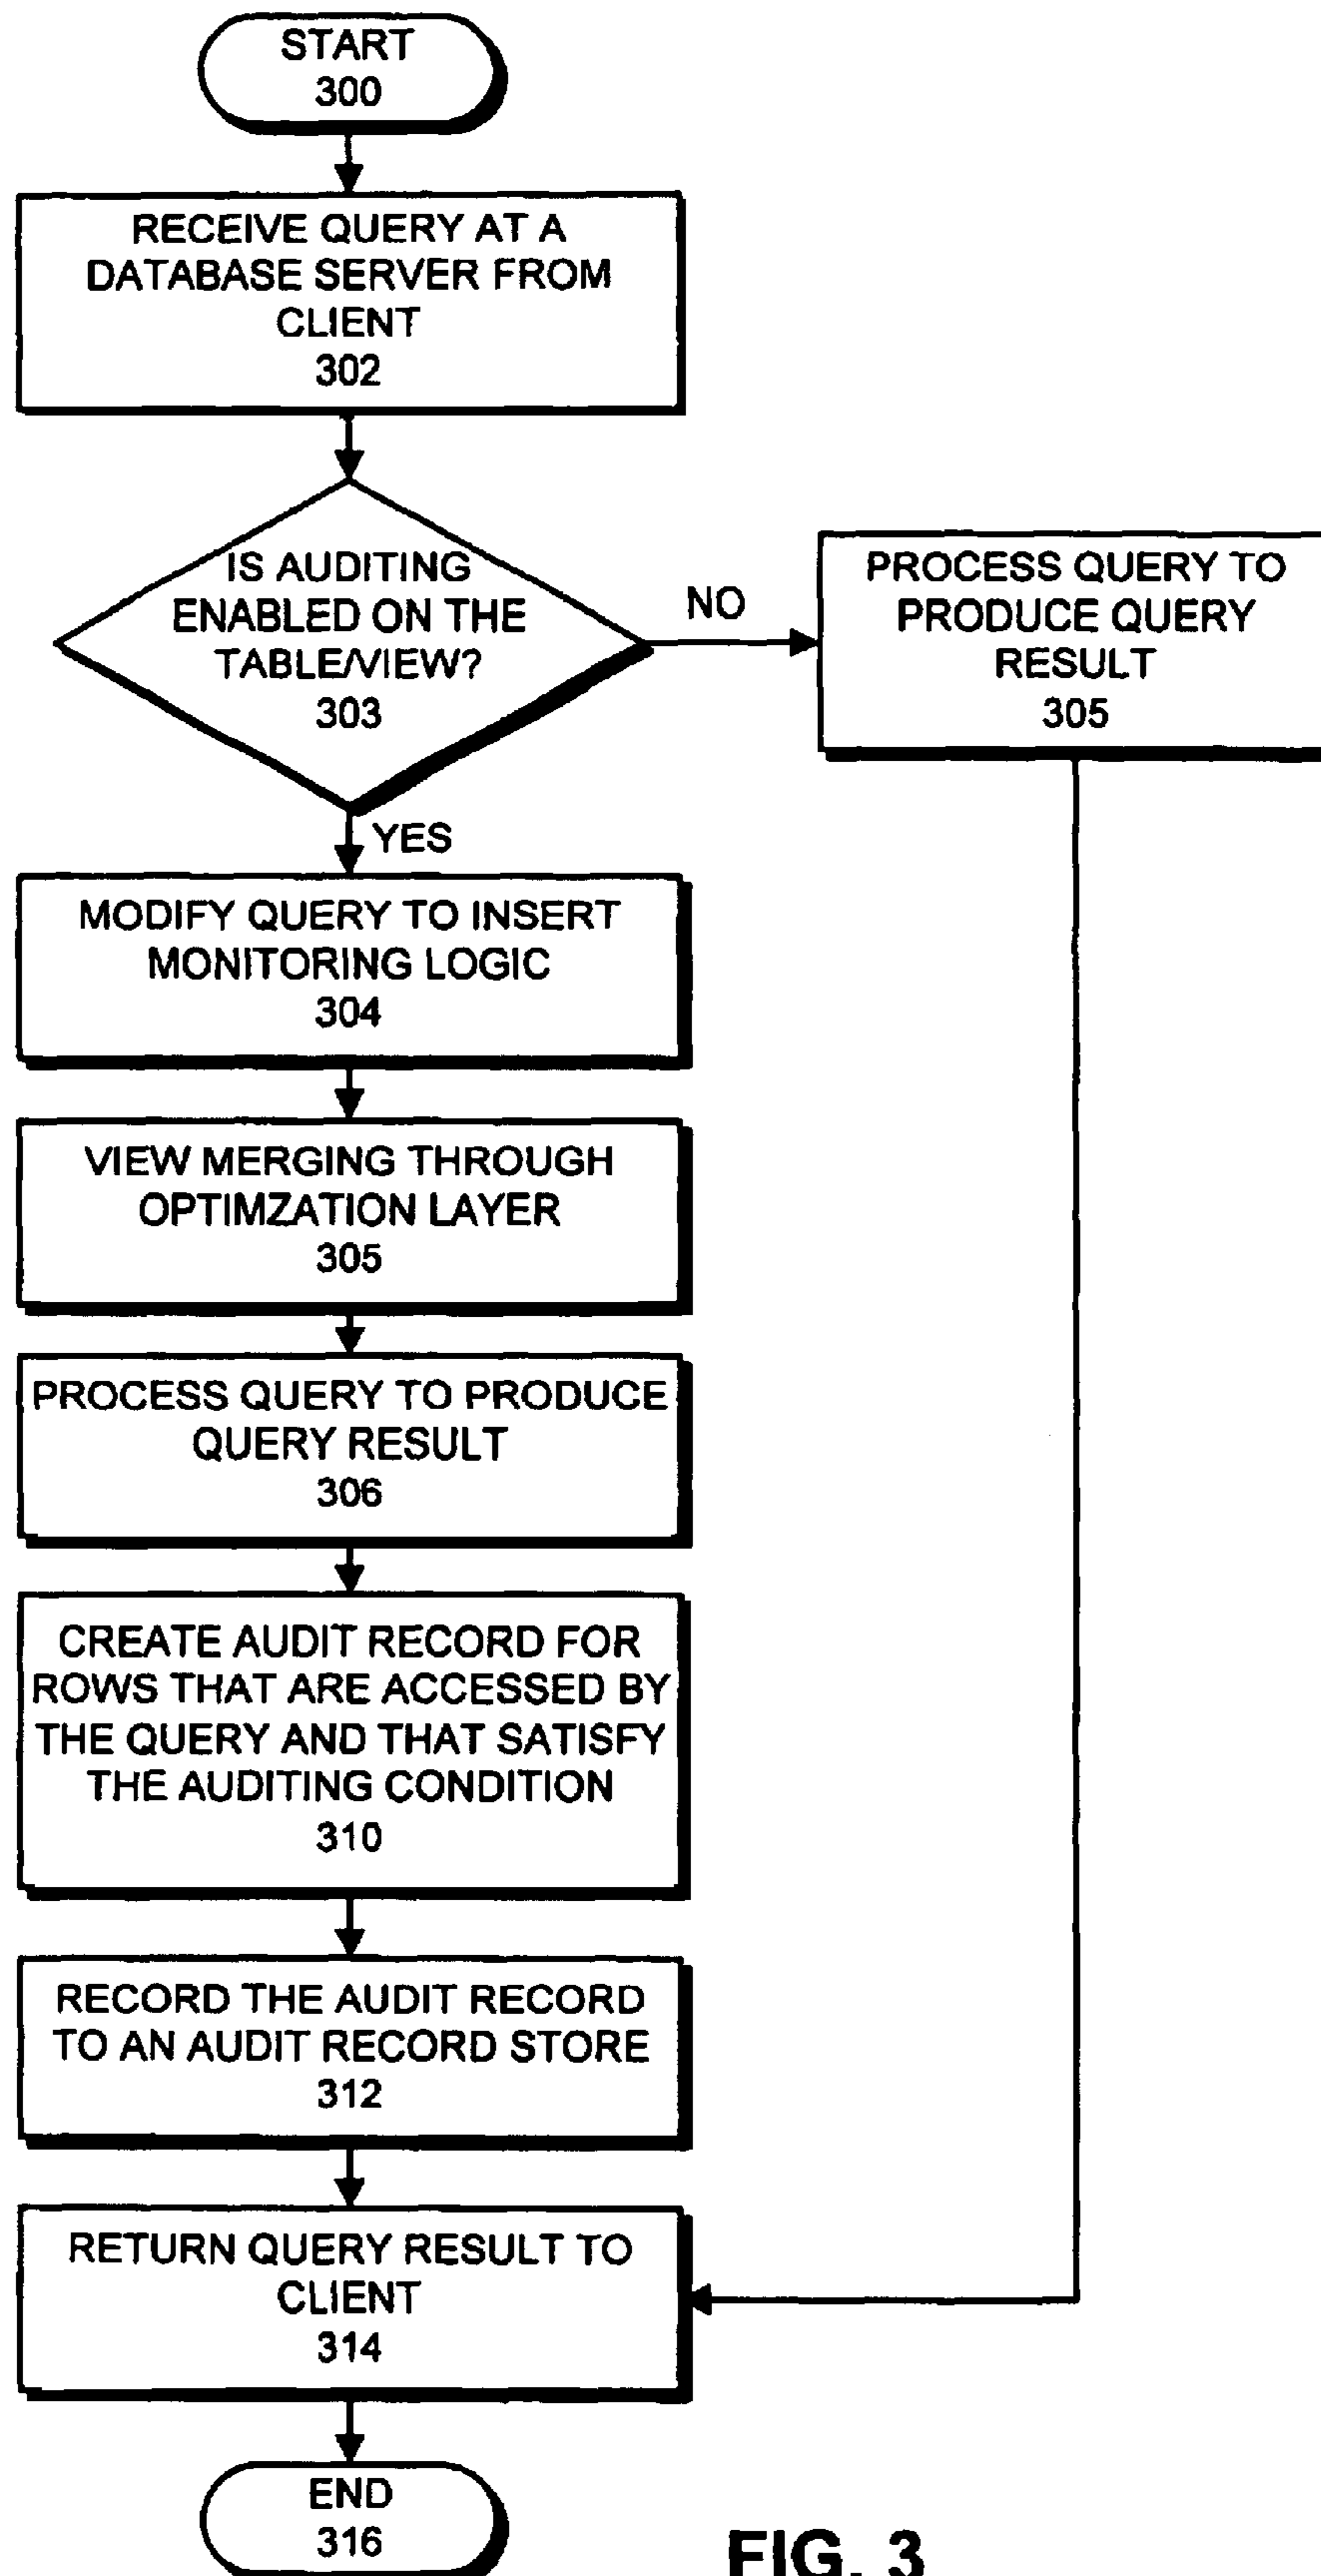 START
300
RECEIVE QUERY AT A
DATABASE SERVER FROM
CLIENT
302
IS AUDITING
ENABLED ON THE
TABLE/VIEW?
303
NO
PROCESS QUERY TO
PRODUCE QUERY
RESULT
305
YES
MODIFY QUERY TO INSERT
MONITORING LOGIC
304
VIEW MERGING THROUGH
OPTIMZATION LAYER
305
PROCESS QUERY TO PRODUCE
QUERY RESULT
306
CREATE AUDIT RECORD FOR
ROWS THAT ARE ACCESSED BY
THE QUERY AND THAT SATISFY
THE AUDITING CONDITION
310
RECORD THE AUDIT RECORD
TO AN AUDIT RECORD STORE
312
RETURN QUERY RESULT TO
CLIENT
314
END
316
FIG. 3